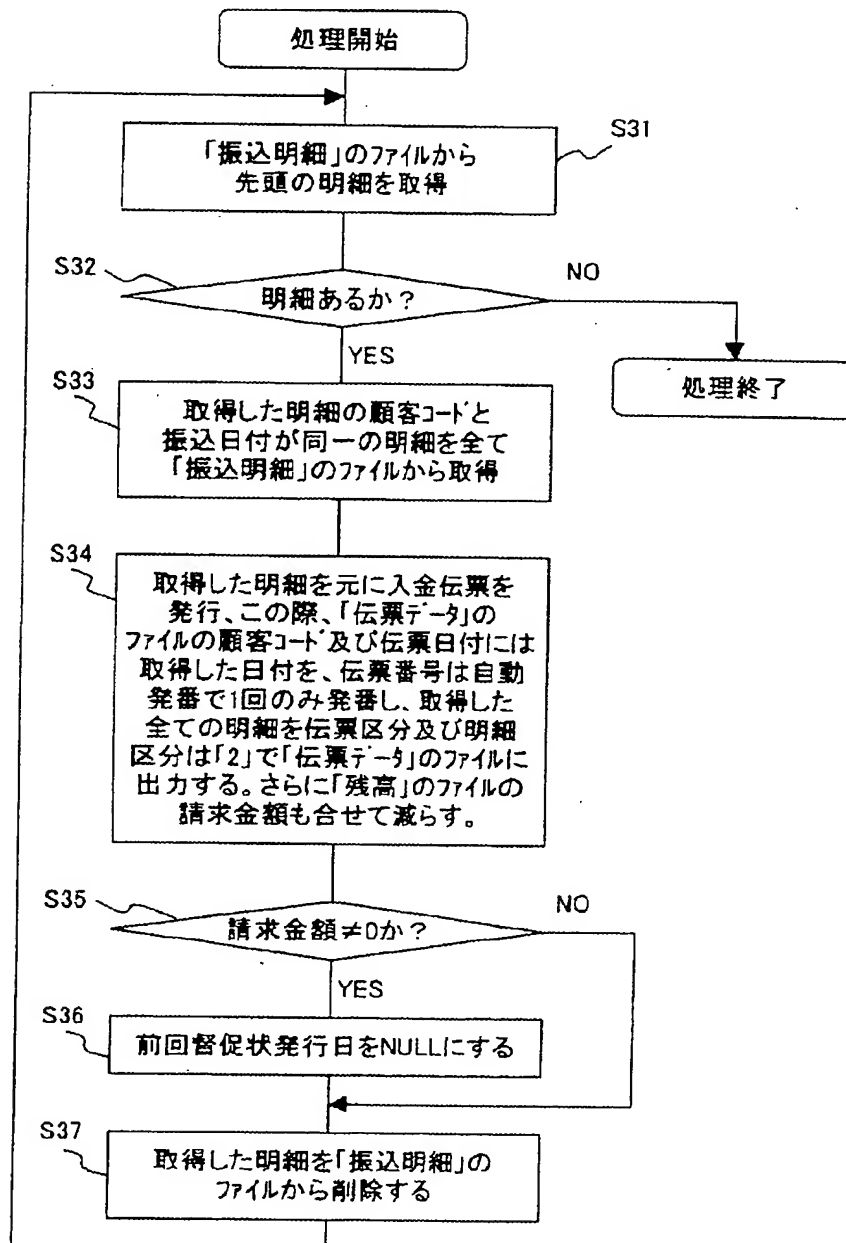 処理開始
S31
「振込明細」のファイルから
先頭の明細を取得
S32
明細あるか？
NO
YES
処理終了
S33
取得した明細の顧客コードと
振込日付が同一の明細を全て
「振込明細」のファイルから取得
S34
取得した明細を元に入金伝票を
発行、この際、「伝票データ」の
ファイルの顧客コード及び伝票日付には
取得した日付を、伝票番号は自動
発番で1回のみ発番し、取得した
全ての明細を伝票区分及び明細
区分は「2」で「伝票データ」のファイルに
出力する。さらに「残高」のファイルの
請求金額も合せて減らす。
S35
請求金額≠0か？
NO
YES
S36
前回督促状発行日をNULLにする
S37
取得した明細を「振込明細」の
ファイルから削除する